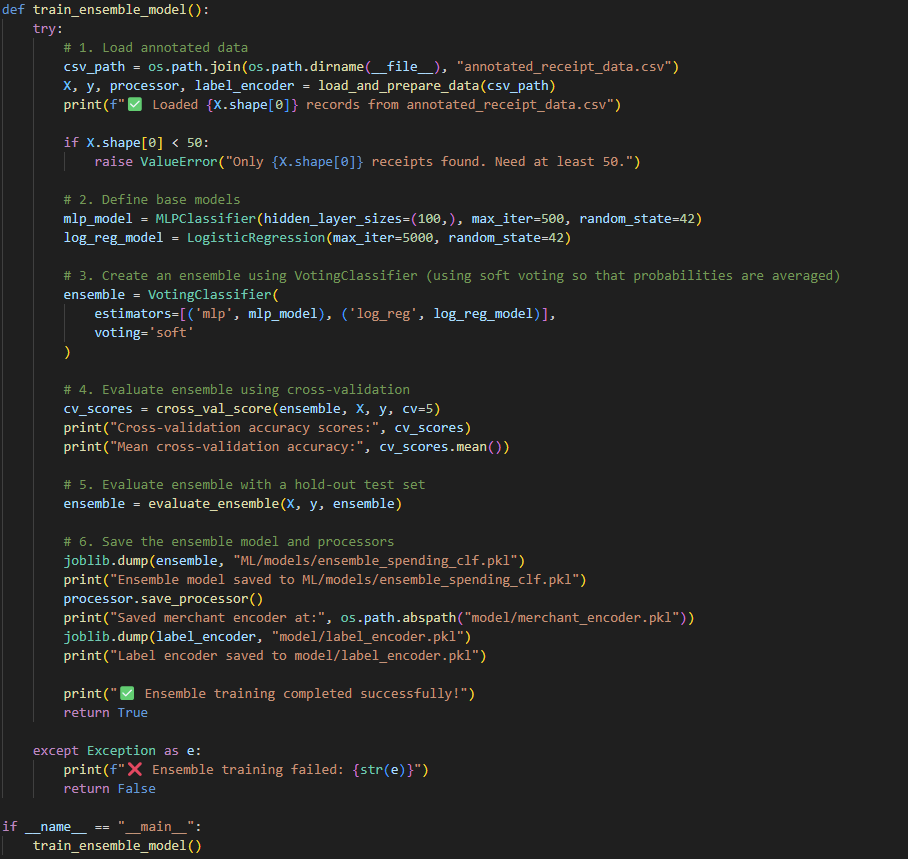 def train_ensemble_model():
    try:
        # 1. Load annotated data
        csv_path = os.path.join(os.path.dirname(__file__), "annotated_receipt_data.csv")
        X, y, processor, label_encoder = load_and_prepare_data(csv_path)
        print(f"✅ Loaded {X.shape[0]} records from annotated_receipt_data.csv")

        if X.shape[0] < 50:
            raise ValueError("Only {X.shape[0]} receipts found. Need at least 50.")

        # 2. Define base models
        mlp_model = MLPClassifier(hidden_layer_sizes=(100,), max_iter=500, random_state=42)
        log_reg_model = LogisticRegression(max_iter=5000, random_state=42)

        # 3. Create an ensemble using VotingClassifier (using soft voting so that probabilities are averaged)
        ensemble = VotingClassifier(
            estimators=[('mlp', mlp_model), ('log_reg', log_reg_model)],
            voting='soft'
        )

        # 4. Evaluate ensemble using cross-validation
        cv_scores = cross_val_score(ensemble, X, y, cv=5)
        print("Cross-validation accuracy scores:", cv_scores)
        print("Mean cross-validation accuracy:", cv_scores.mean())

        # 5. Evaluate ensemble with a hold-out test set
        ensemble = evaluate_ensemble(X, y, ensemble)

        # 6. Save the ensemble model and processors
        joblib.dump(ensemble, "ML/models/ensemble_spending_clf.pkl")
        print("Ensemble model saved to ML/models/ensemble_spending_clf.pkl")
        processor.save_processor()
        print("Saved merchant encoder at:", os.path.abspath("model/merchant_encoder.pkl"))
        joblib.dump(label_encoder, "model/label_encoder.pkl")
        print("Label encoder saved to model/label_encoder.pkl")

        print("✅ Ensemble training completed successfully!")
        return True

    except Exception as e:
        print(f"❌ Ensemble training failed: {str(e)}")
        return False

if __name__ == "__main__":
    train_ensemble_model()